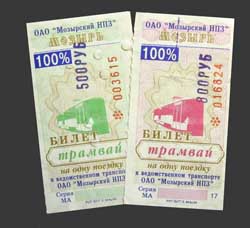 ОАО "Мозырский НПЗ"
МОЗЫРЬ
100%
500РУБ
003615
БИЛЕТ
трамвай
на одну поездку
в ведомственном транспорте
ОАО "Мозырский НПЗ"
Серия
МА
ОАО "Мозырский НПЗ"
МОЗЫРЬ
100%
800РУБ
016824
БИЛЕТ
трамвай
на одну поездку
в ведомственном транспорте
ОАО "Мозырский НПЗ"
Серия
МА
17